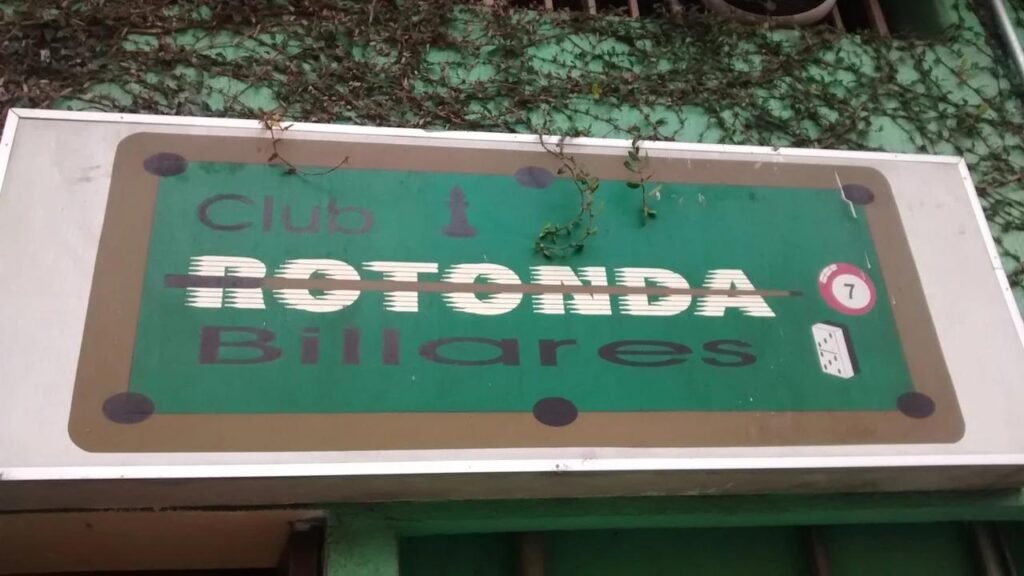 Club
ROTONDA
7
Billares